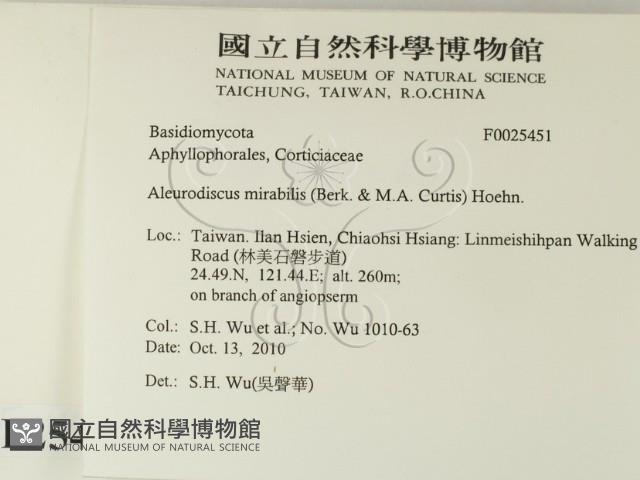 國立自然科學博物館
NATIONAL MUSEUM OF NATURAL SCIENCE
TAICHUNG, TAIWAN, R.O.CHINA
Basidiomycota F0025451
Aphyllophorales, Corticiaceae
Aleurodiscus mirabilis (Berk. & M.A. Curtis) Hoehn.
Loc.: Taiwan. Ilan Hsien, Chiaohsi Hsiang: Linmeishihpan Walking
Road (林美石磐步道)
24.49.N, 121.44.E; alt. 260m;
on branch of angiopserm
Col.: S.H. Wu et al.; No. Wu 1010-63
Date: Oct. 13, 2010
Det.: S.H. Wu(吳聲華)
國立自然科學博物館
NATIONAL MUSEUM OF NATURAL SCIENCE